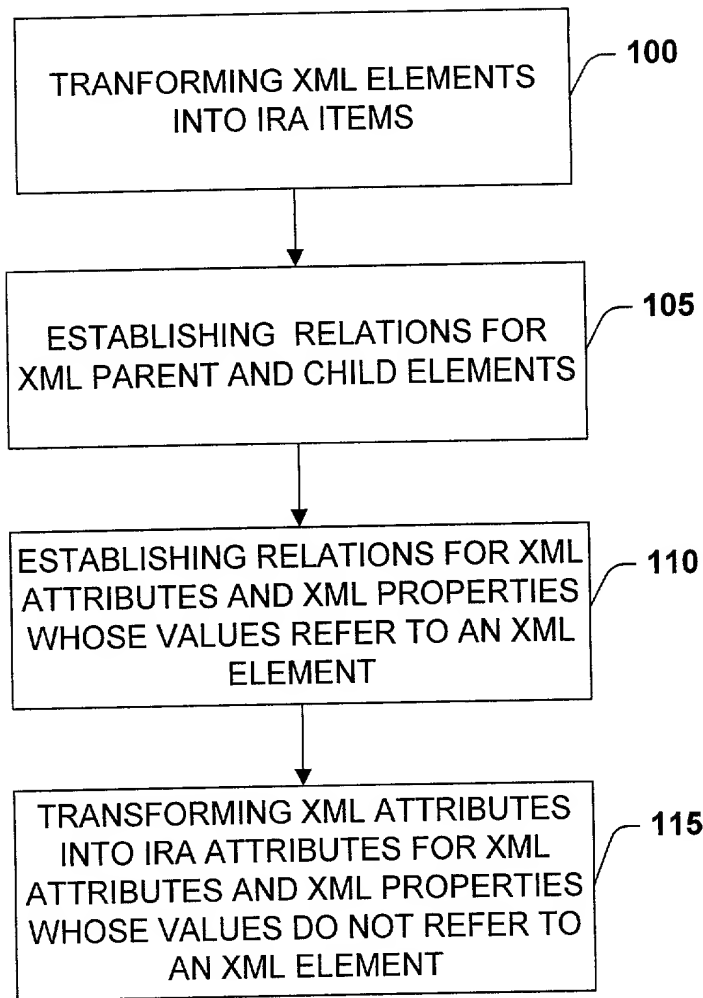 TRANFORMING XML ELEMENTS
INTO IRA ITEMS
100
ESTABLISHING RELATIONS FOR
XML PARENT AND CHILD ELEMENTS
105
ESTABLISHING RELATIONS FOR XML
ATTRIBUTES AND XML PROPERTIES
WHOSE VALUES REFER TO AN XML
ELEMENT
110
TRANSFORMING XML ATTRIBUTES
INTO IRA ATTRIBUTES FOR XML
ATTRIBUTES AND XML PROPERTIES
WHOSE VALUES DO NOT REFER TO
AN XML ELEMENT
115